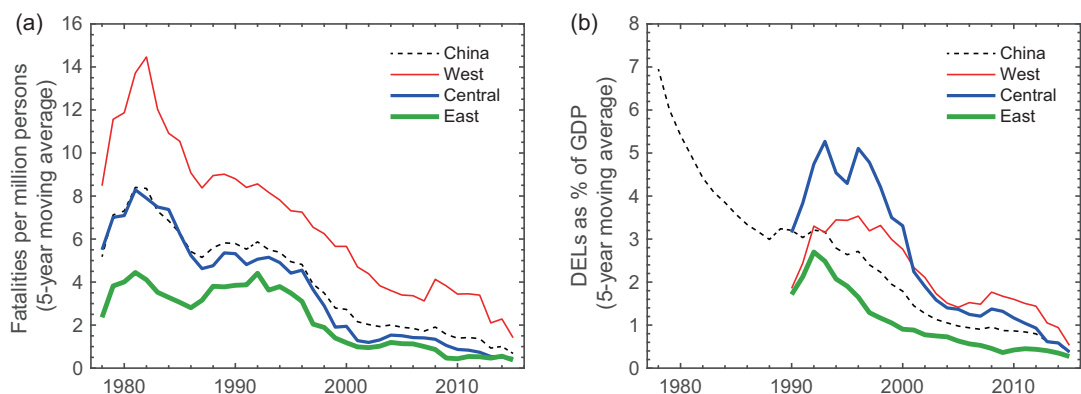 (a)
Fatalities per million persons
(5-year moving average)
16
14
12
10
8
6
4
2
0
1980
1990
2000
2010
China
West
Central
East
(b)
DELs as % of GDP
(5-year moving average)
8
7
6
5
4
3
2
1
0
1980
1990
2000
2010
China
West
Central
East